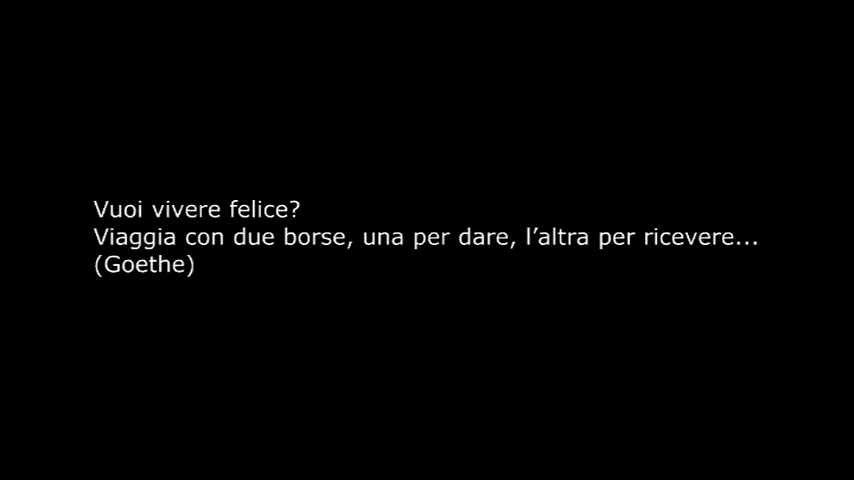 Vuoi vivere felice?
Viaggia con due borse, una per dare, l’altra per ricevere...
(Goethe)